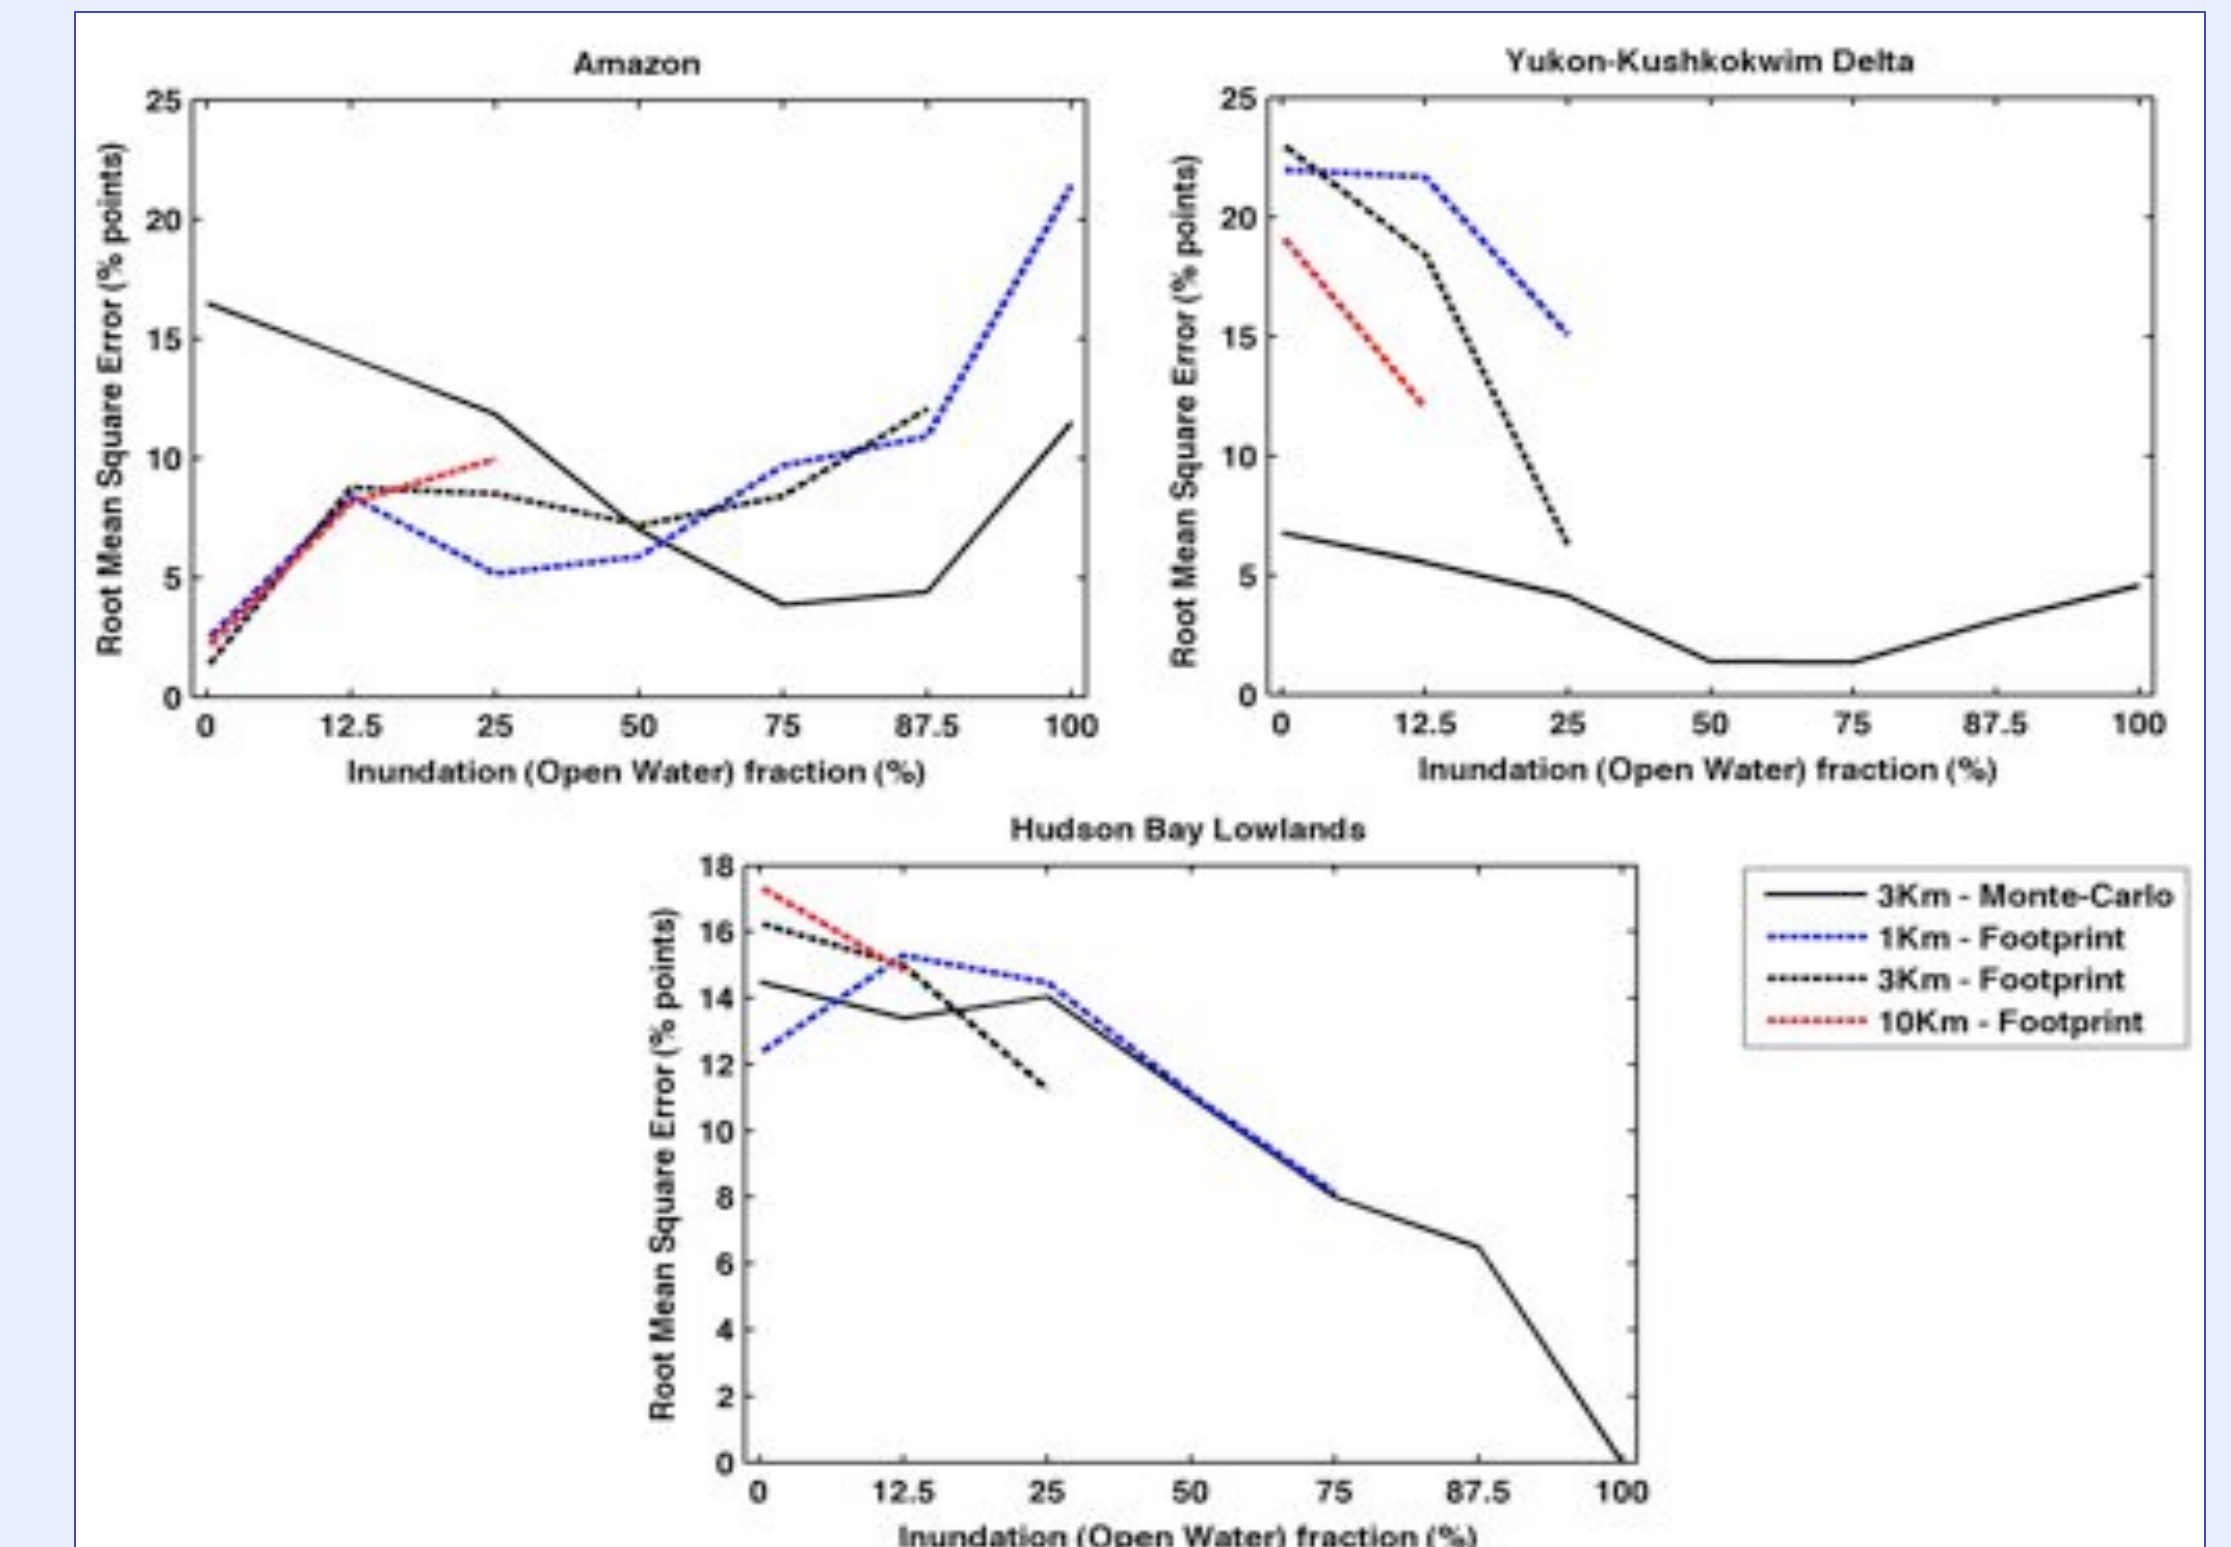 Amazon
Root Mean Square Error (% points)
25
20
15
10
5
0
0 12.5 25 50 75 87.5 100
Inundation (Open Water) fraction (%)
Yukon-Kushkokwim Delta
Root Mean Square Error (% points)
25
20
15
10
5
0
0 12.5 25 50 75 87.5 100
Inundation (Open Water) fraction (%)
Hudson Bay Lowlands
Root Mean Square Error (% points)
18
16
14
12
10
8
6
4
2
0
0 12.5 25 50 75 87.5 100
Inundation (Open Water) fraction (%)
3Km - Monte-Carlo
1Km - Footprint
3Km - Footprint
10Km - Footprint